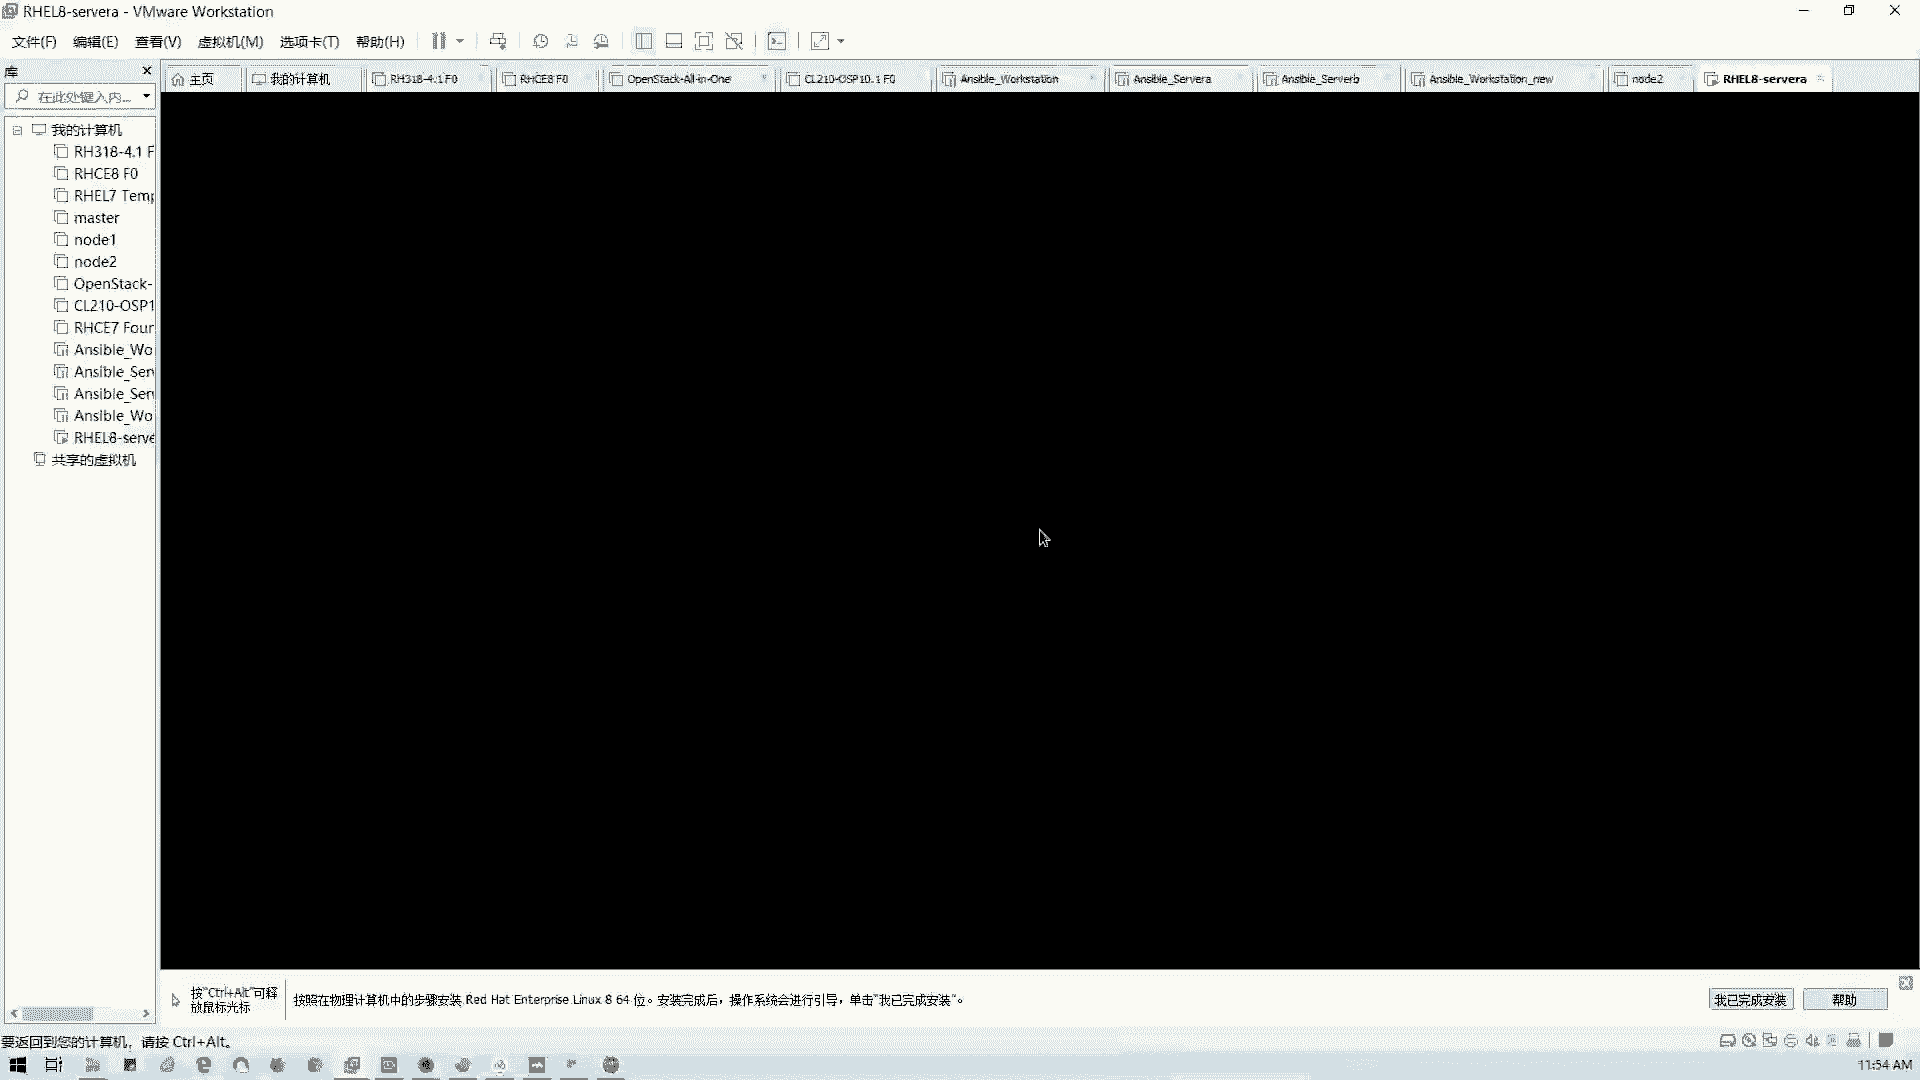 RHEL8-servera - VMware Workstation
文件(F) 编辑(E) 查看(V) 虚拟机(M) 选项卡(T) 帮助(H)
库
在此处键入内...
主页 我的计算机 RH318-4.1 F0 RHCE8 F0 OpenStack-All-in-One CL210-OSP10.1 F0 Ansible_Workstation Ansible_Servera Ansible_Serverb Ansible_Workstation_new node2 RHEL8-servera
我的计算机
RH318-4.1 F
RHCE8 F0
RHEL7 Temp
master
node1
node2
OpenStack-
CL210-OSP1
RHCE7 Four
Ansible_Wo
Ansible_Serv
Ansible_Serv
Ansible_Wo
RHEL8-serve
共享的虚拟机
按"Ctrl+Alt"可释
放鼠标光标
按照在物理计算机中的步骤安装 Red Hat Enterprise Linux 8 64 位。安装完成后，操作系统会进行引导，单击"我已完成安装"。
我已完成安装 帮助
要返回到您的计算机，请按 Ctrl+Alt。
11:54 AM